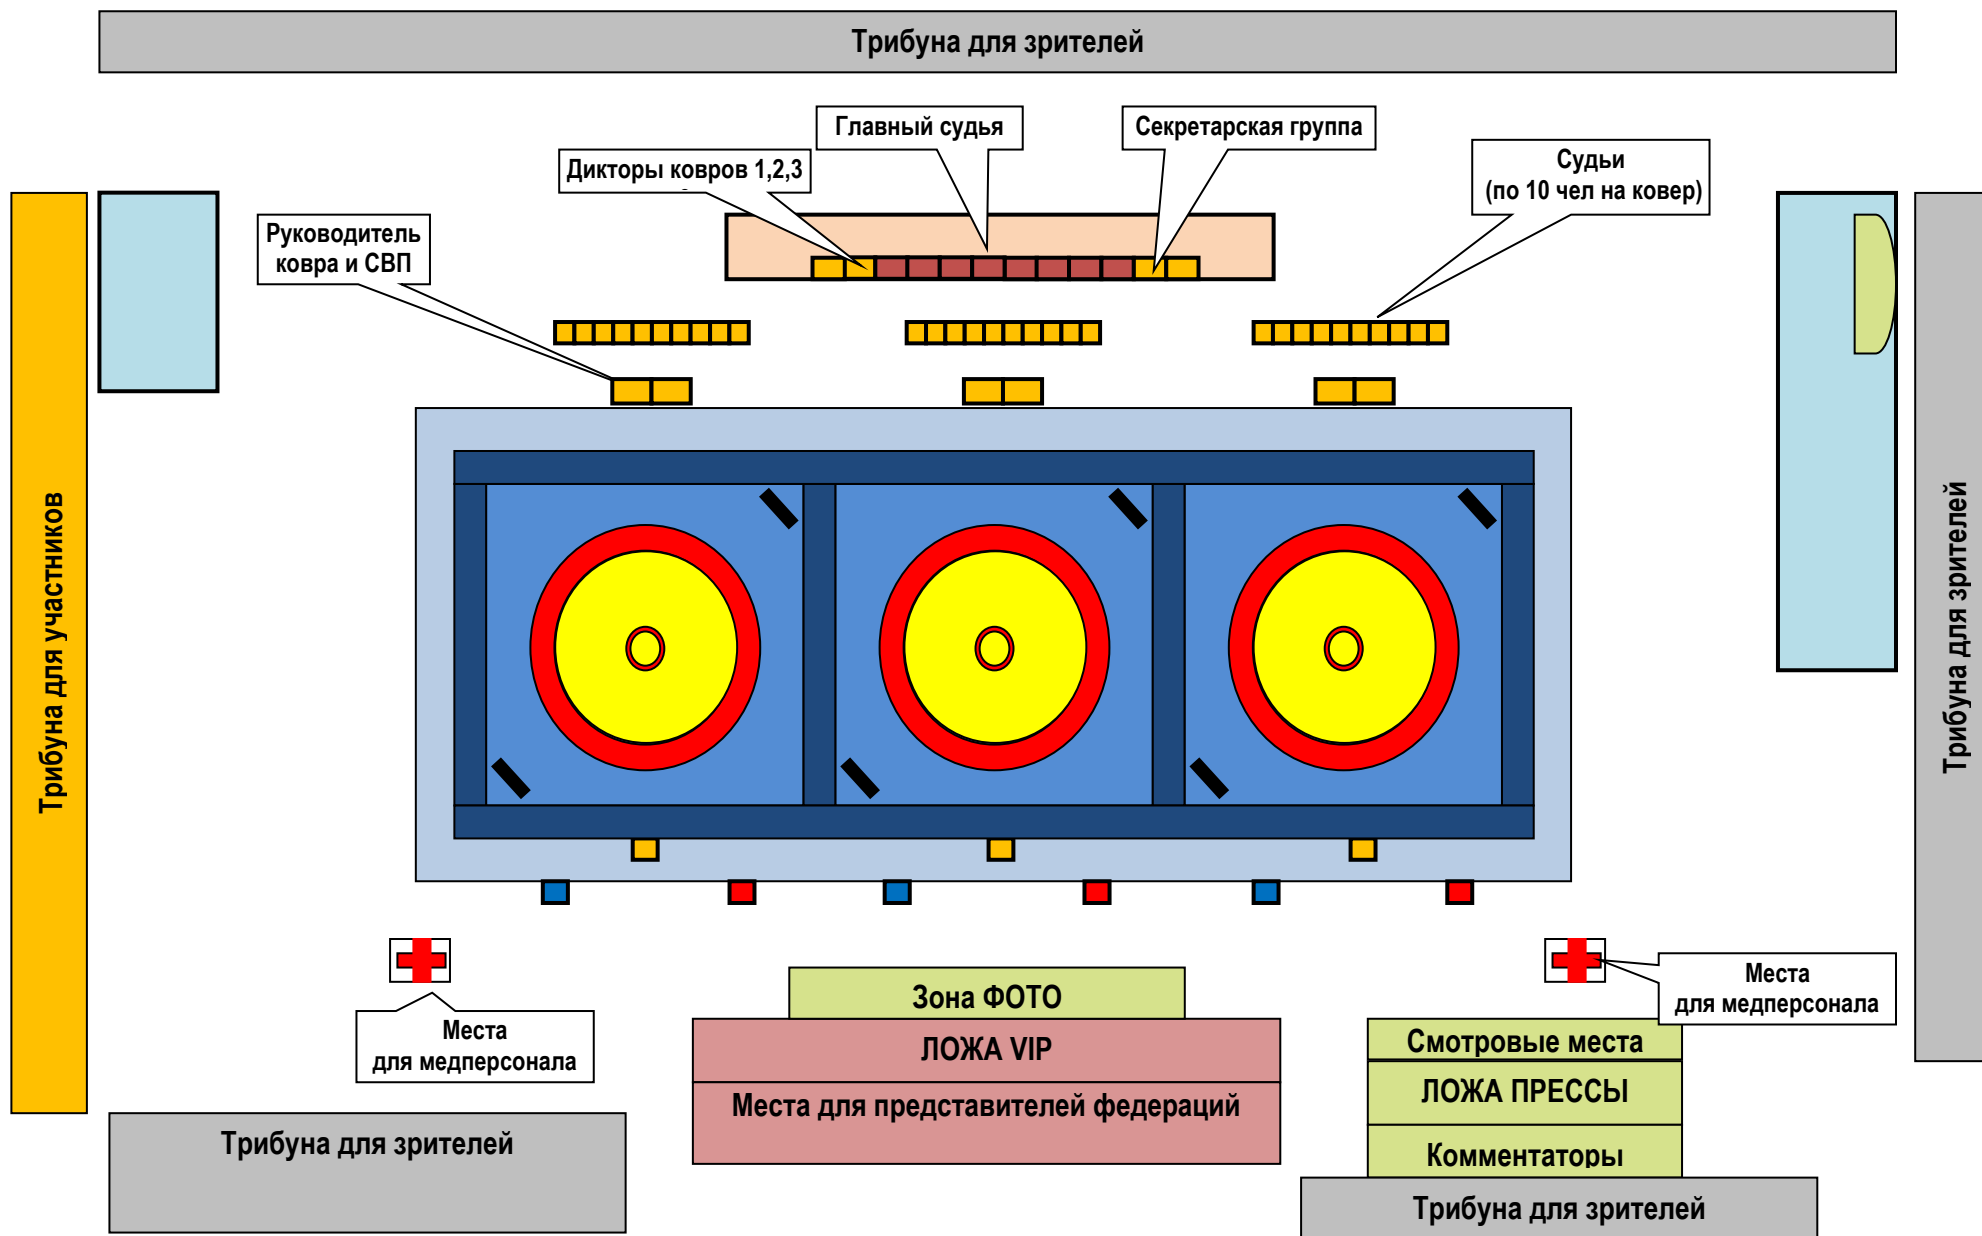 Трибуна для зрителей
Главный судья
Секретарская группа
Дикторы ковров 1,2,3
Судьи
(по 10 чел на ковер)
Руководитель
ковра и СВП
Трибуна для участников
Трибуна для зрителей
Места
для медперсонала
Места
для медперсонала
Зона ФОТО
ЛОЖА VIP
Места для представителей федераций
Смотровые места
ЛОЖА ПРЕССЫ
Комментаторы
Трибуна для зрителей
Трибуна для зрителей